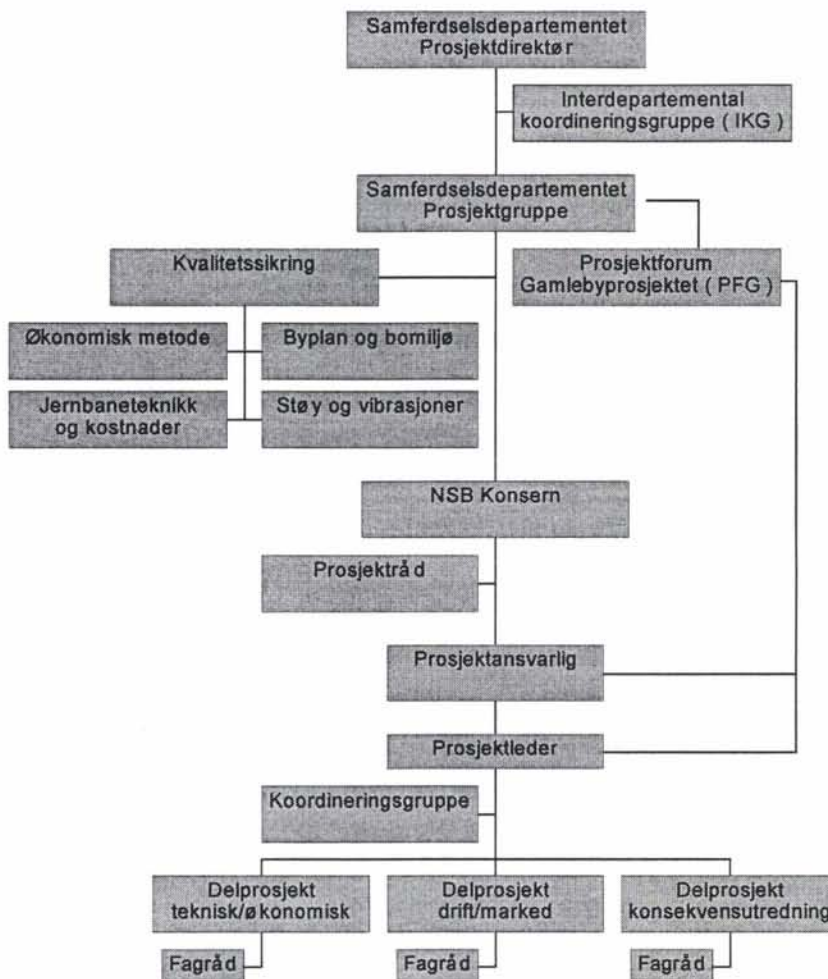 Samferdselsdepartementet
Prosjektdirektør
Interdepartemental
koordineringsgruppe ( IKG )
Samferdselsdepartementet
Prosjektgruppe
Kvalitetssikring
Prosjektforum
Gamlebyprosjektet ( PFG )
Økonomisk metode
Byplan og bomiljø
Jernbaneteknikk
og kostnader
Støy og vibrasjoner
NSB Konsern
Prosjektråd
Prosjektansvarlig
Prosjektleder
Koordineringsgruppe
Delprosjekt
teknisk/økonomisk
Delprosjekt
drift/marked
Delprosjekt
konsekvensutredning
Fagråd
Fagråd
Fagråd